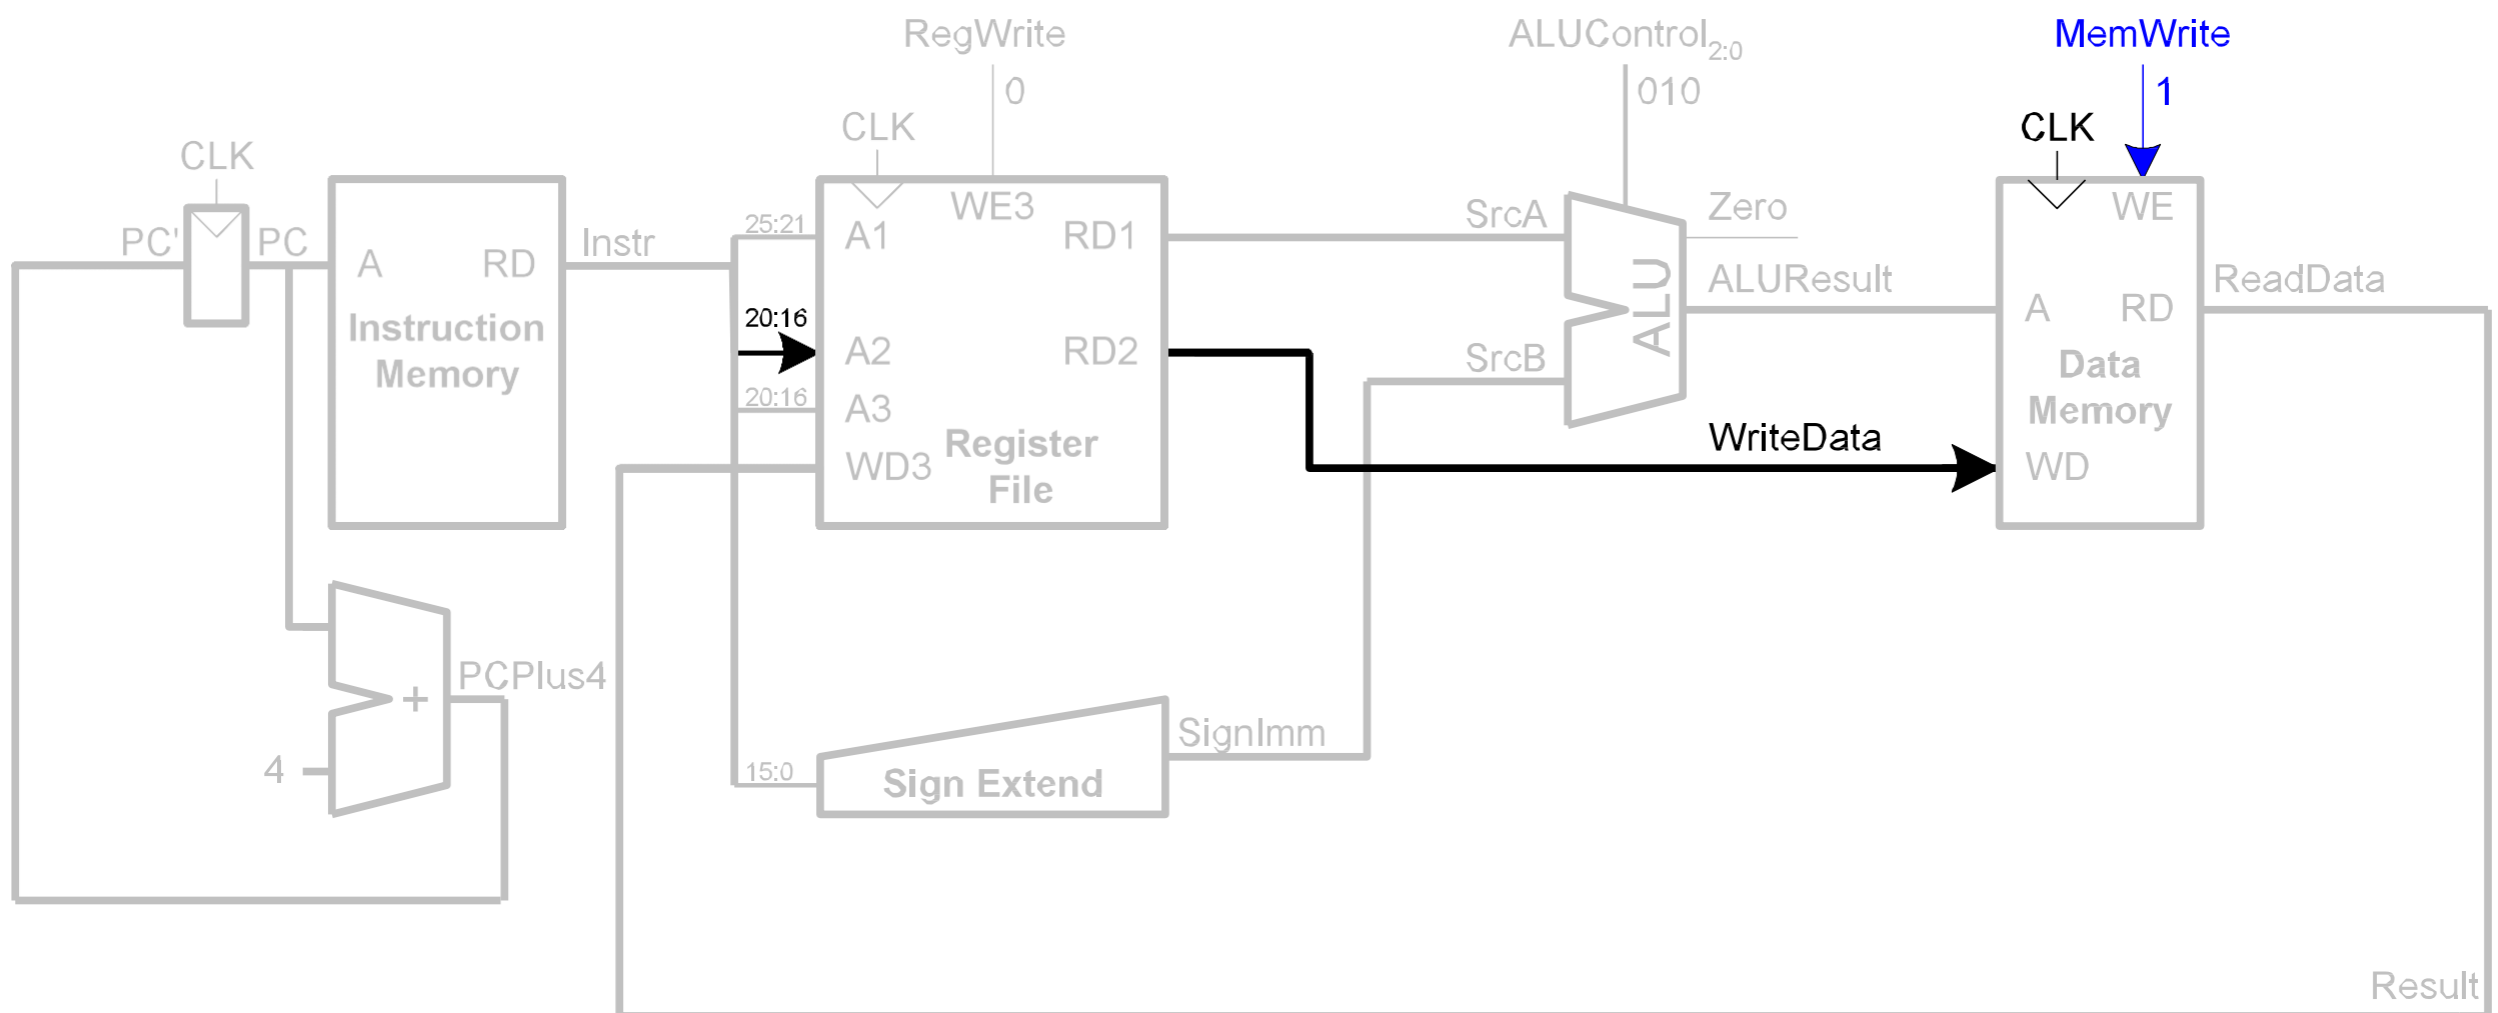 RegWrite
ALUControl2:0
MemWrite
0
010
1
CLK
CLK
CLK
PC'
PC
A
RD
Instruction
Memory
Instr
25:21
20:16
20:16
15:0
WE3
A1
RD1
A2
RD2
A3
WD3
Register
File
SrcA
SrcB
ALU
Zero
ALUResult
WriteData
WE
A
RD
Data
Memory
WD
ReadData
+
PCPlus4
4
SignImm
Sign Extend
Result